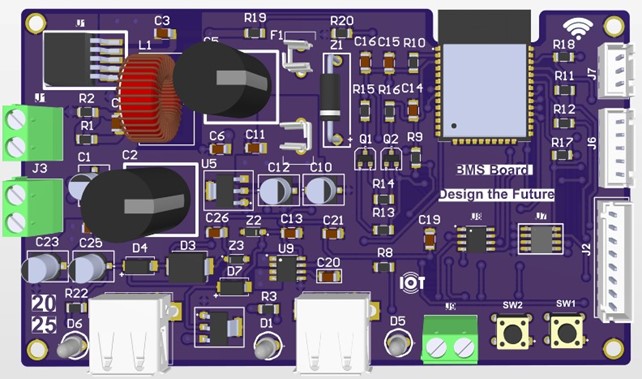 C3
R19
F1
R20
L1
C5
Z1
C16 C15 R10
R18
J7
R11
R2
R1
R15 R16 C14
R12
J6
J3
C6 C11
Q1 Q2 R9
R17
C1
C2
U5
C12 C10
BMS Board
R14
Design the Future
C26 Z2 C13 C21
R13
C19
U8
U7
J2
C23 C25
D4 D3
Z3
U9
R8
D7
C20
IOT
20
25
R22
R3
D6
D1
D5
J9
SW2
SW1